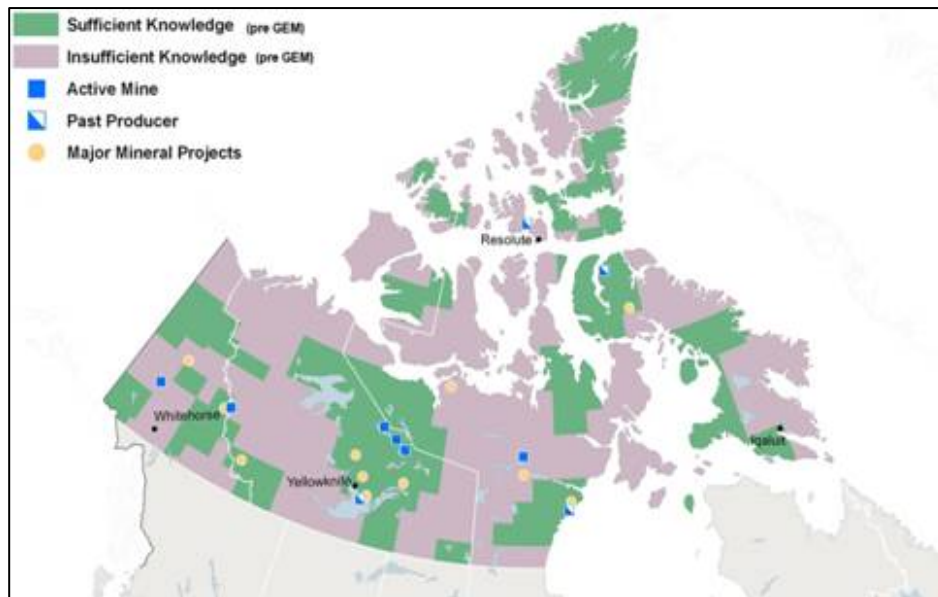 Sufficient Knowledge (pre GEM)
Insufficient Knowledge (pre GEM)
Active Mine
Past Producer
Major Mineral Projects
Resolute
Whitehorse
Iqaluit
Yellowknife